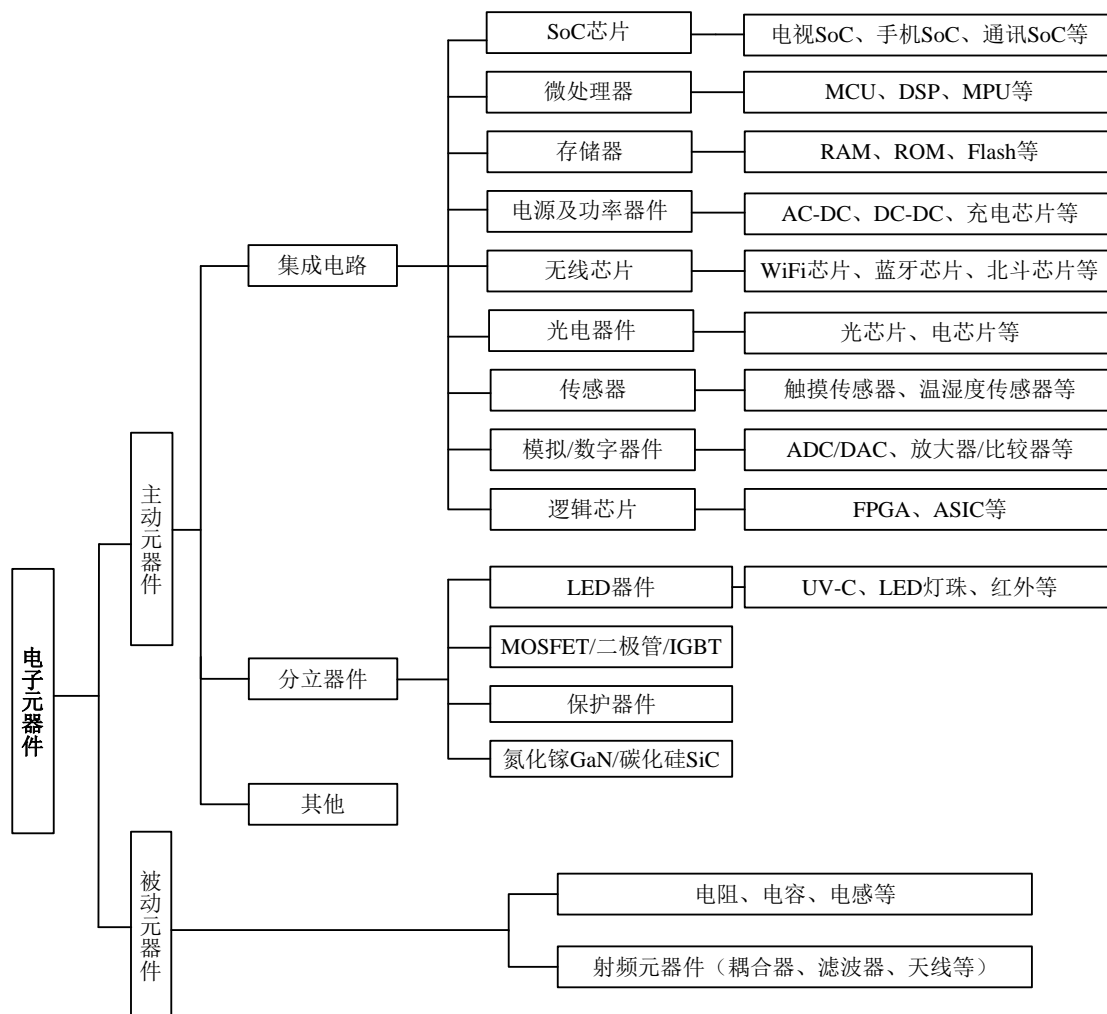 SoC芯片
电视SoC、手机SoC、通讯SoC等
微处理器
MCU、DSP、MPU等
存储器
RAM、ROM、Flash等
电源及功率器件
AC-DC、DC-DC、充电芯片等
集成电路
无线芯片
WiFi芯片、蓝牙芯片、北斗芯片等
光电器件
光芯片、电芯片等
传感器
触摸传感器、温湿度传感器等
模拟/数字器件
ADC/DAC、放大器/比较器等
逻辑芯片
FPGA、ASIC等
主动元器件
LED器件
UV-C、LED灯珠、红外等
MOSFET/二极管/IGBT
分立器件
保护器件
氮化镓GaN/碳化硅SiC
其他
电子元器件
被动元器件
电阻、电容、电感等
射频元器件（耦合器、滤波器、天线等）